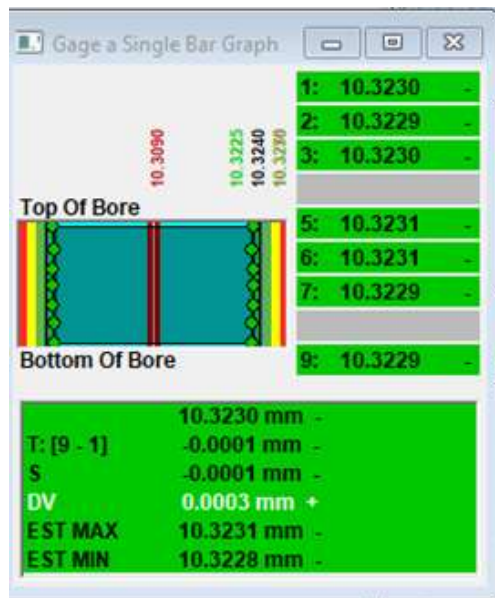 Gage a Single Bar Graph
10.3090
10.3225
10.3240
Top Of Bore
Bottom Of Bore
1: 10.3230 -
2: 10.3229 -
3: 10.3230 -
5: 10.3231 -
6: 10.3231 -
7: 10.3229 -
9: 10.3229 -
10.3230 mm -
T: [9 - 1] -0.0001 mm -
S -0.0001 mm -
DV 0.0003 mm +
EST MAX 10.3231 mm -
EST MIN 10.3228 mm -